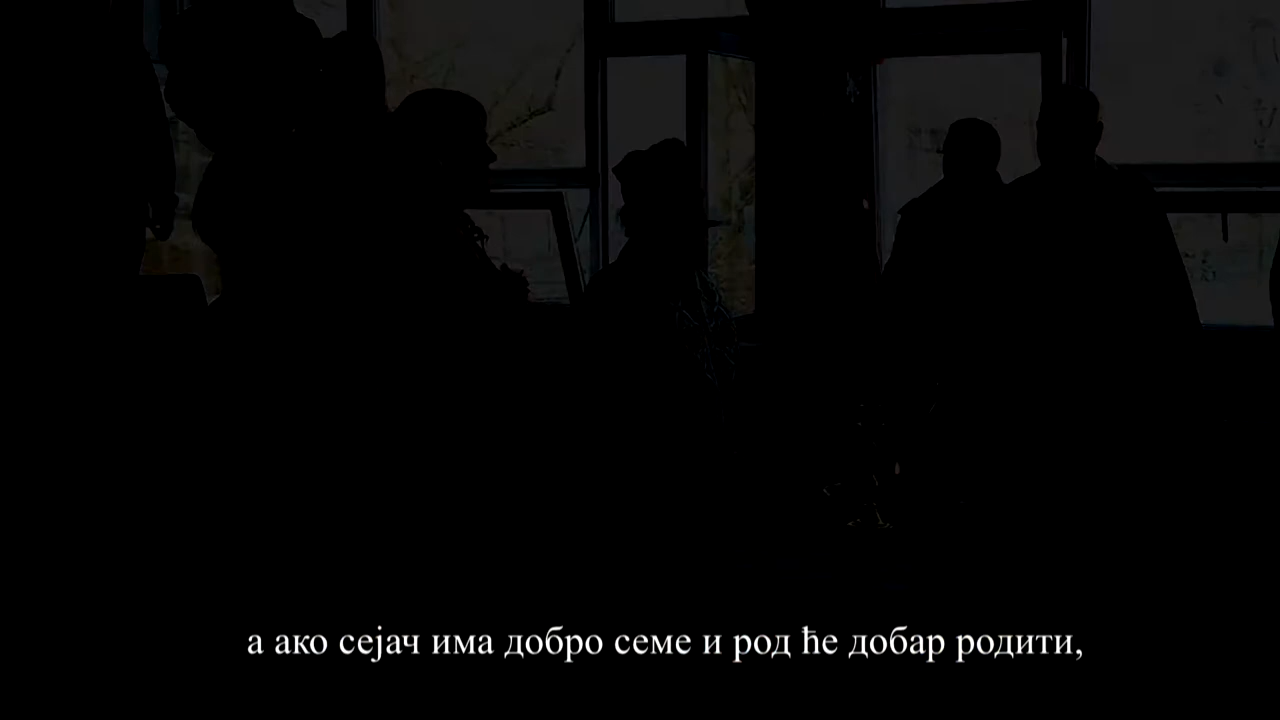 а ако сејач има добро семе и род ће добар родити,